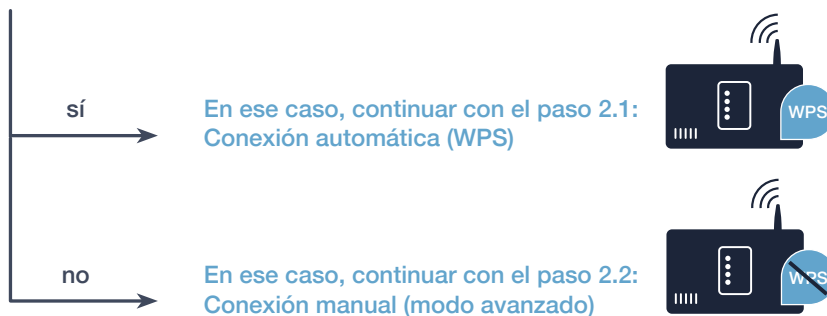 sí
En ese caso, continuar con el paso 2.1:
Conexión automática (WPS)
WPS
no
En ese caso, continuar con el paso 2.2:
Conexión manual (modo avanzado)
WPS